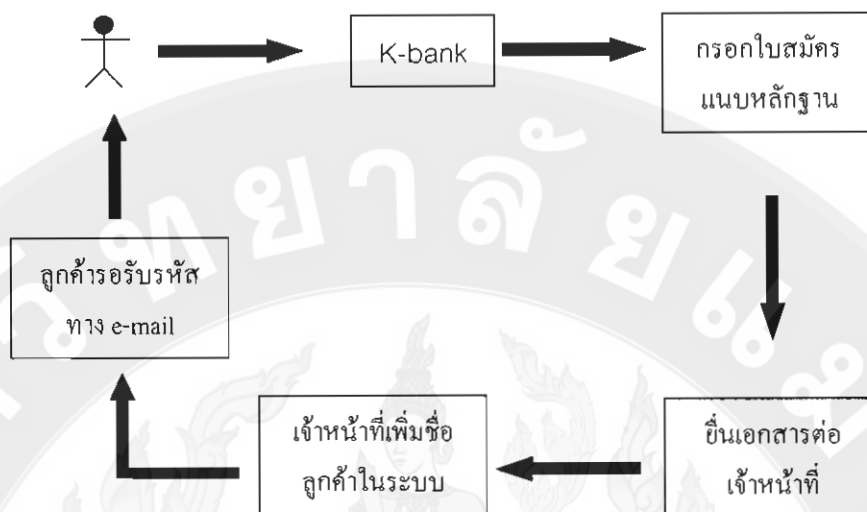 K-bank
กรอกใบสมัคร
แนบหลักฐาน
ยื่นเอกสารต่อ
เจ้าหน้าที่
เจ้าหน้าที่เพิ่มชื่อ
ลูกค้าในระบบ
ลูกค้ารอรับรหัส
ทาง e-mail